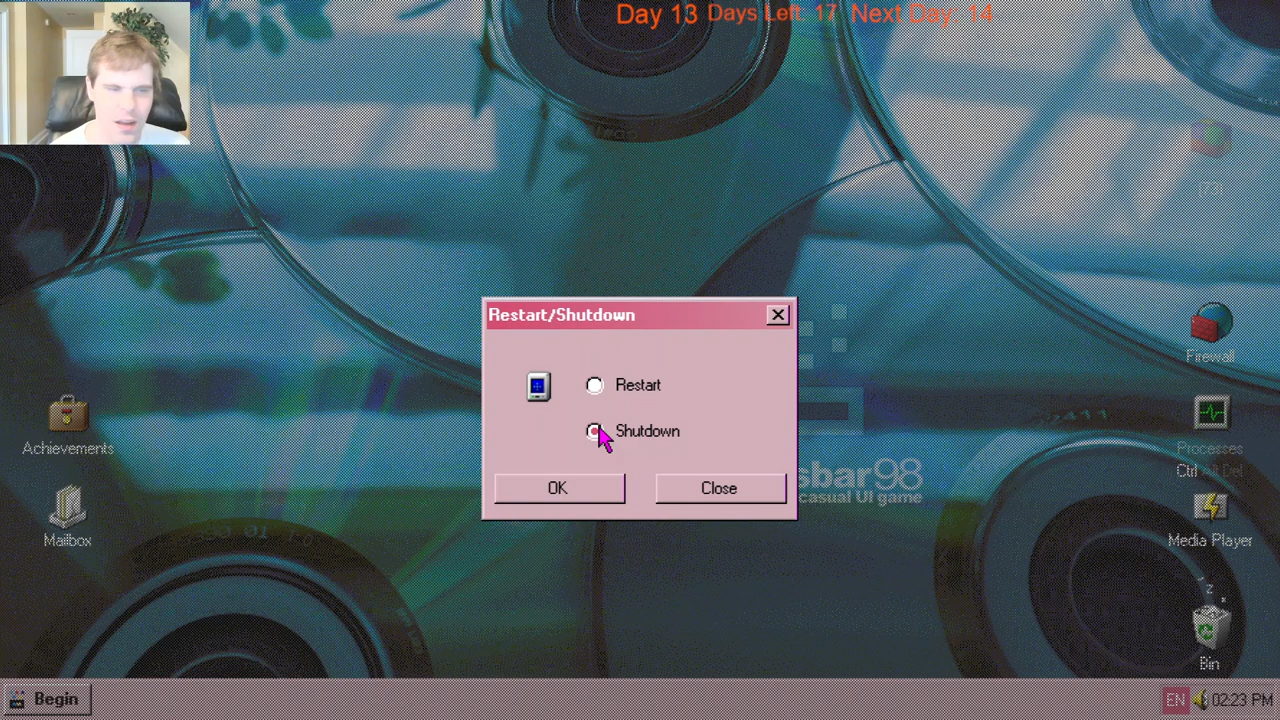 Day 13 Days Left: 17 Next Day: 14
(73)
Restart/Shutdown
Restart
Shutdown
OK
Close
sbar98
casual UI game
Achievements
Mailbox
Firewall
Processes
Ctrl Alt Del
Media Player
Bin
Begin
EN
02:23 PM